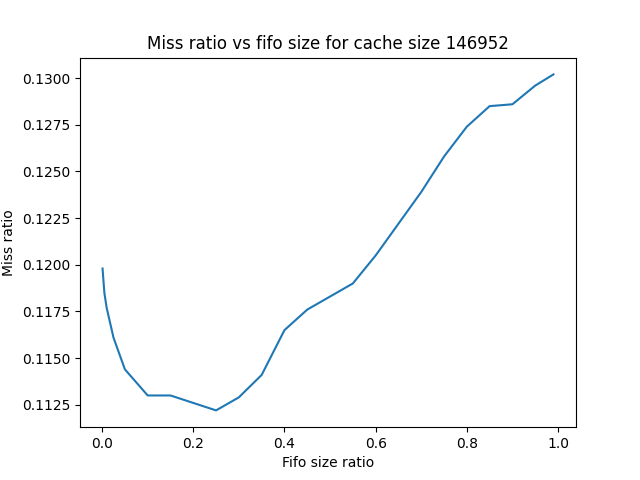 Miss ratio vs fifo size for cache size 146952
0.1300
0.1275
0.1250
0.1225
0.1200
0.1175
0.1150
0.1125
Miss ratio
0.0 0.2 0.4 0.6 0.8 1.0
Fifo size ratio